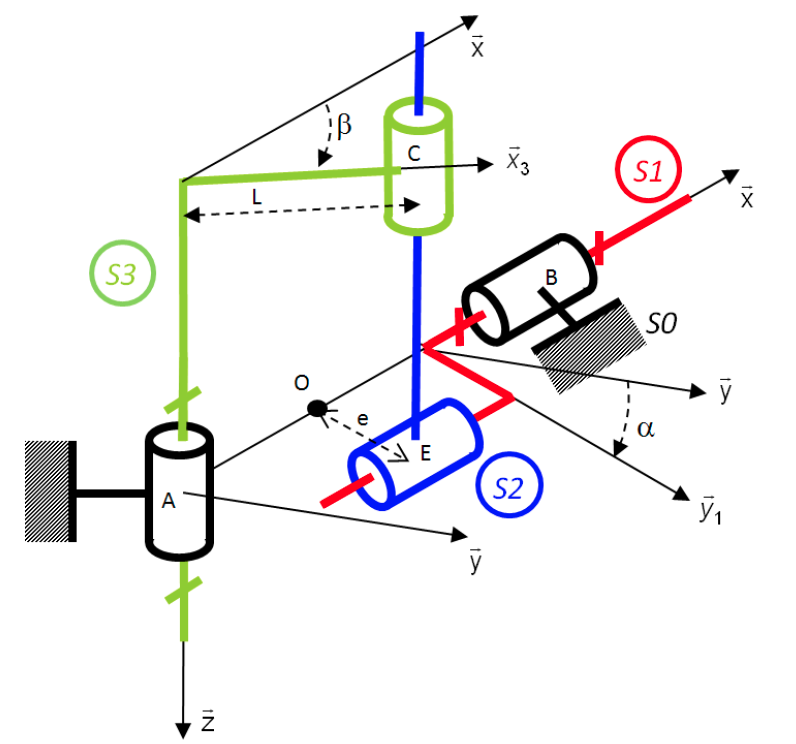 x⃗
β
C
x⃗₃
L
S1
x⃗
S3
B
S0
O
y⃗
e
α
E
A
S2
y⃗₁
y⃗
z⃗